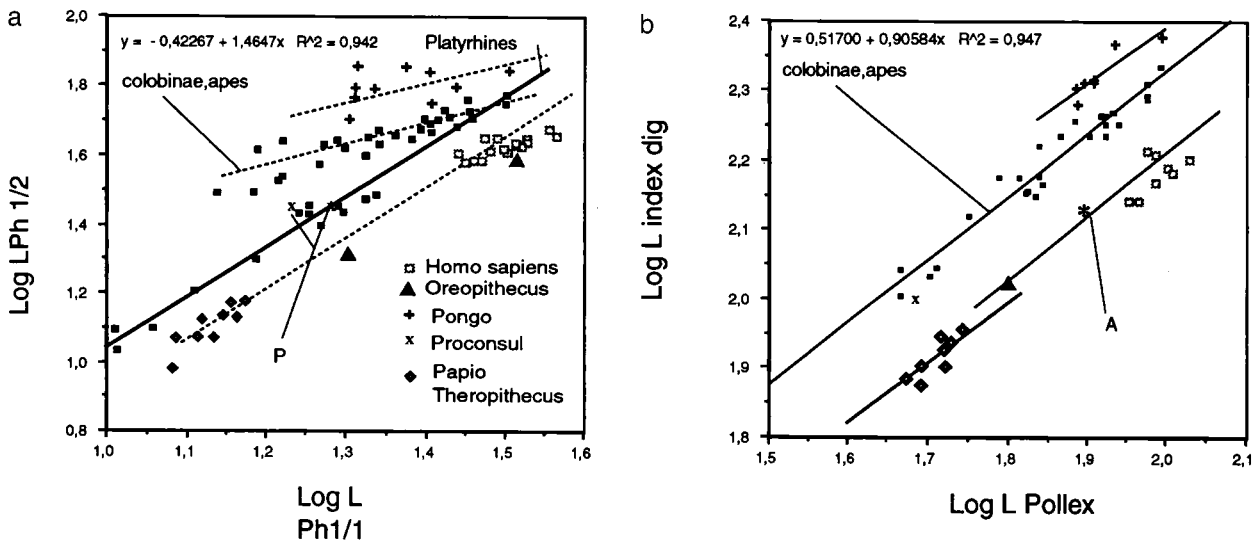 a
y = - 0,42267 + 1,4647x R^2 = 0,942
Platyrhines
colobinae,apes
2,0
1,8
1,6
1,4
1,2
1,0
0,8
Log LPh 1/2
P
Homo sapiens
Oreopithecus
Pongo
Proconsul
Papio
Theropithecus
1,0 1,1 1,2 1,3 1,4 1,5 1,6
Log L
Ph1/1
b
y = 0,51700 + 0,90584x R^2 = 0,947
colobinae,apes
2,4
2,3
2,2
2,1
2,0
1,9
1,8
Log L index dig
A
1,5 1,6 1,7 1,8 1,9 2,0 2,1
Log L Pollex